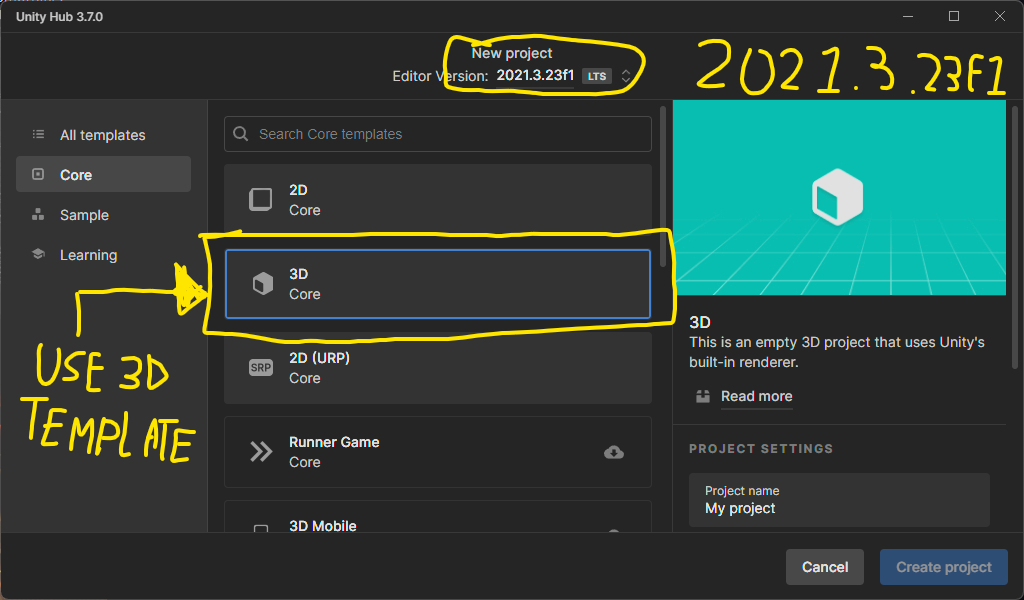 Unity Hub 3.7.0
New project
Editor Version: 2021.3.23f1 LTS
2021.3.23f1
All templates
Core
Sample
Learning
USE 3D
TEMPLATE
Search Core templates
2D
Core
3D
Core
2D (URP)
SRP
Core
Runner Game
Core
3D Mobile
3D
This is an empty 3D project that uses Unity's
built-in renderer.
Read more
PROJECT SETTINGS
Project name
My project
Cancel
Create project